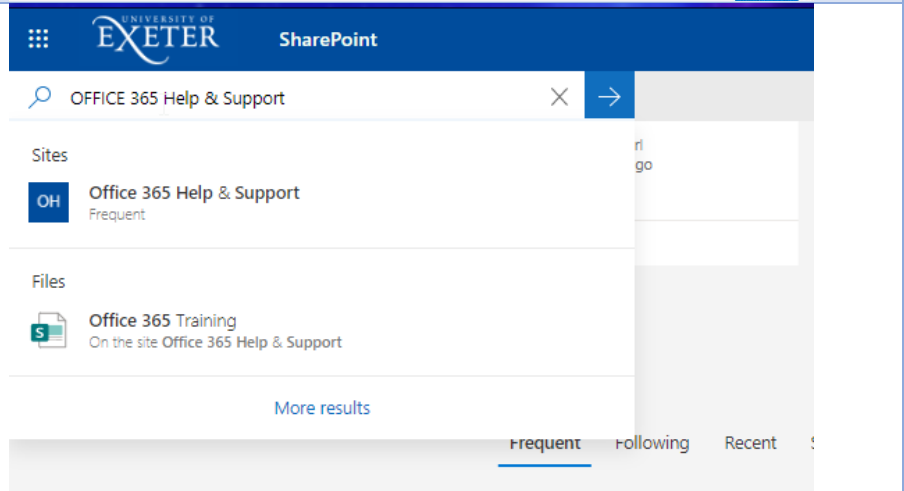 UNIVERSITY OF
EXETER
SharePoint
OFFICE 365 Help & Support
Sites
OH
Office 365 Help & Support
Frequent
Files
S
Office 365 Training
On the site Office 365 Help & Support
More results
go
Frequent Following Recent